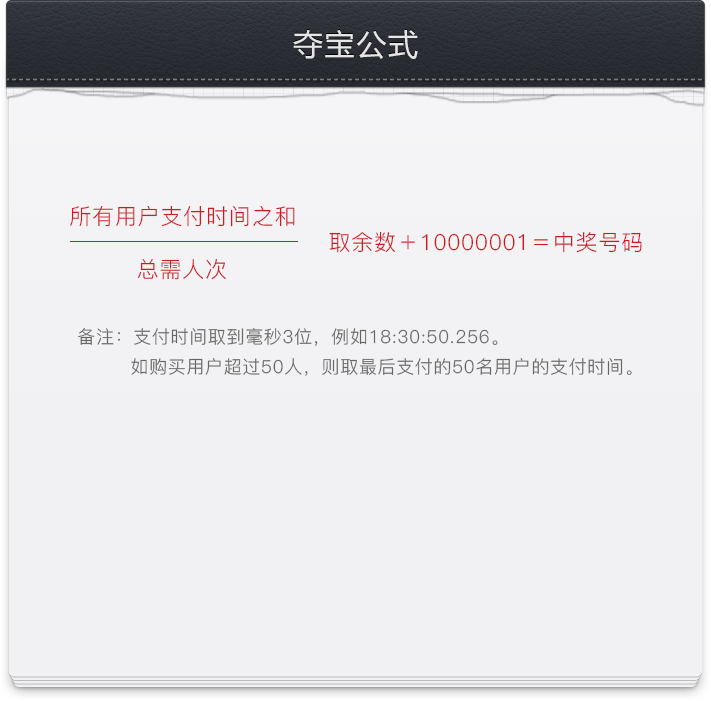 夺宝公式
所有用户支付时间之和
总需人次
取余数＋10000001＝中奖号码
备注：支付时间取到毫秒3位，例如18:30:50.256。
如购买用户超过50人，则取最后支付的50名用户的支付时间。